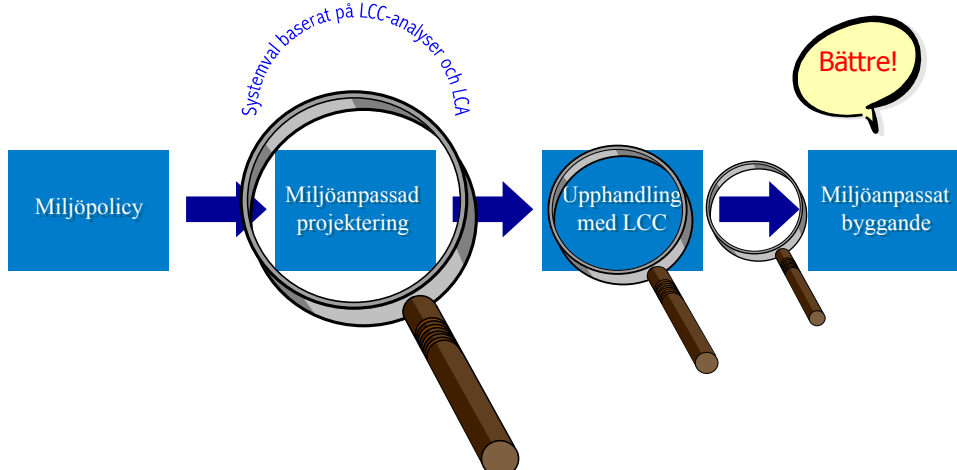 Systemval baserat på LCC-analyser och LCA
Bättre!
Miljöpolicy
Miljöanpassad
projektering
Upphandling
med LCC
Miljöanpassat
byggande